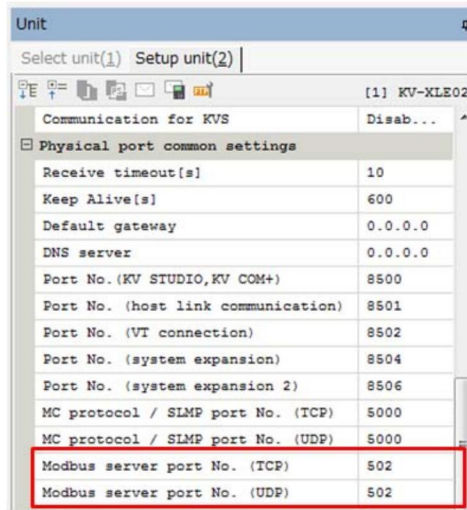 Unit
Select unit(1) Setup unit(2)
[1] KV-XLE02
Communication for KVS Disab...
Physical port common settings
Receive timeout[s] 10
Keep Alive[s] 600
Default gateway 0.0.0.0
DNS server 0.0.0.0
Port No.(KV STUDIO,KV COM+) 8500
Port No. (host link communication) 8501
Port No. (VT connection) 8502
Port No. (system expansion) 8504
Port No. (system expansion 2) 8506
MC protocol / SLMP port No. (TCP) 5000
MC protocol / SLMP port No. (UDP) 5000
Modbus server port No. (TCP) 502
Modbus server port No. (UDP) 502